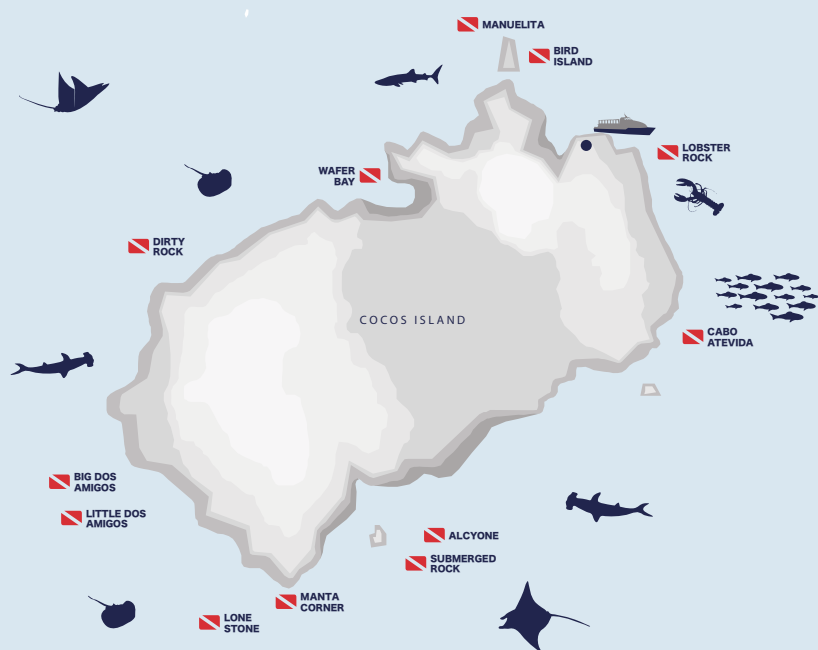 MANUELITA
BIRD
ISLAND
LOBSTER
ROCK
WAFER
BAY
DIRTY
ROCK
COCOS ISLAND
CABO
ATEVIDA
BIG DOS
AMIGOS
LITTLE DOS
AMIGOS
ALCYONE
SUBMERGED
ROCK
MANTA
CORNER
LONE
STONE